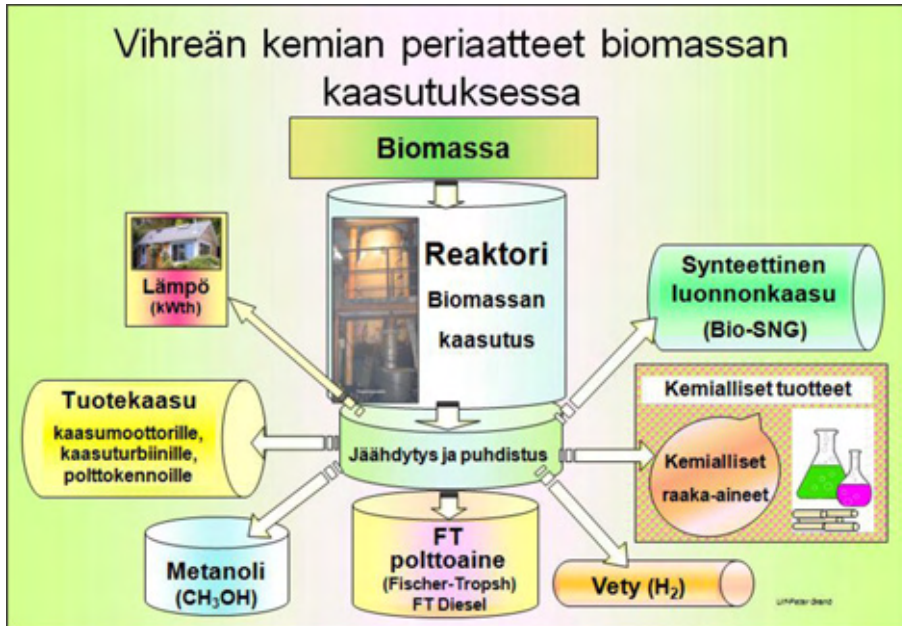 Vihreän kemian periaatteet biomassan
kaasutuksessa
Biomassa
Reaktori
Biomassan
kaasutus
Lämpö
(kWth)
Synteettinen
luonnonkaasu
(Bio-SNG)
Tuotekaasu
kaasumoottorille,
kaasuturbiinille,
polttokennoille
Jäähdytys ja puhdistus
Kemialliset tuotteet
Kemialliset
raaka-aineet
Metanoli
(CH₃OH)
FT
polttoaine
(Fischer-Tropsh)
FT Diesel
Vety (H₂)